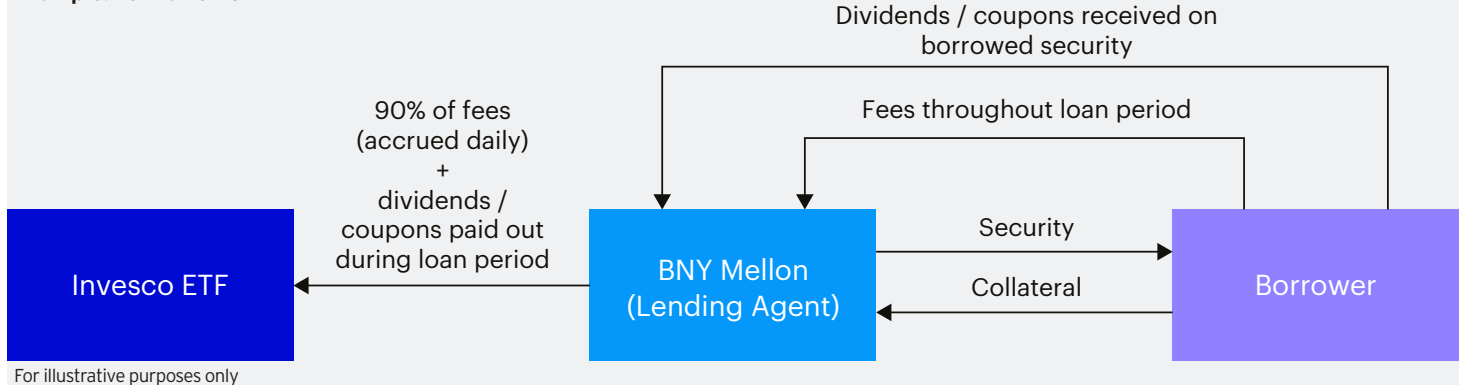 Dividends / coupons received on
borrowed security
Fees throughout loan period
90% of fees
(accrued daily)
+
dividends /
coupons paid out
during loan period
Invesco ETF
BNY Mellon
(Lending Agent)
Security
Collateral
Borrower
For illustrative purposes only